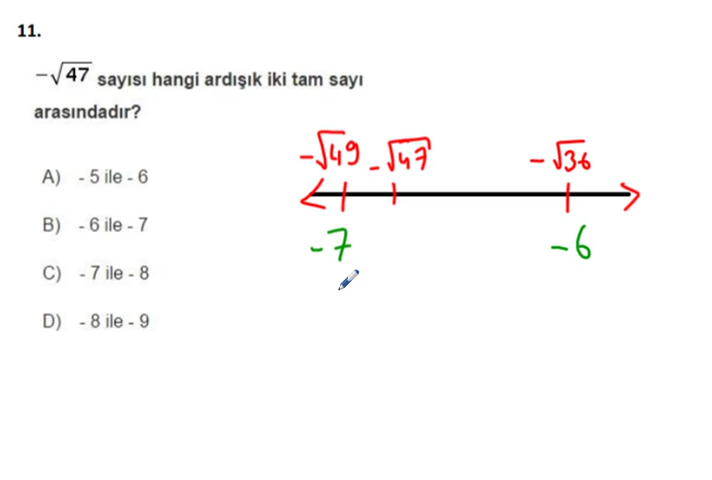 11.
-√47 sayısı hangi ardışık iki tam sayı
arasındadır?
A) - 5 ile - 6
B) - 6 ile - 7
C) - 7 ile - 8
D) - 8 ile - 9
-√49 -√47 -√36
-7 -6